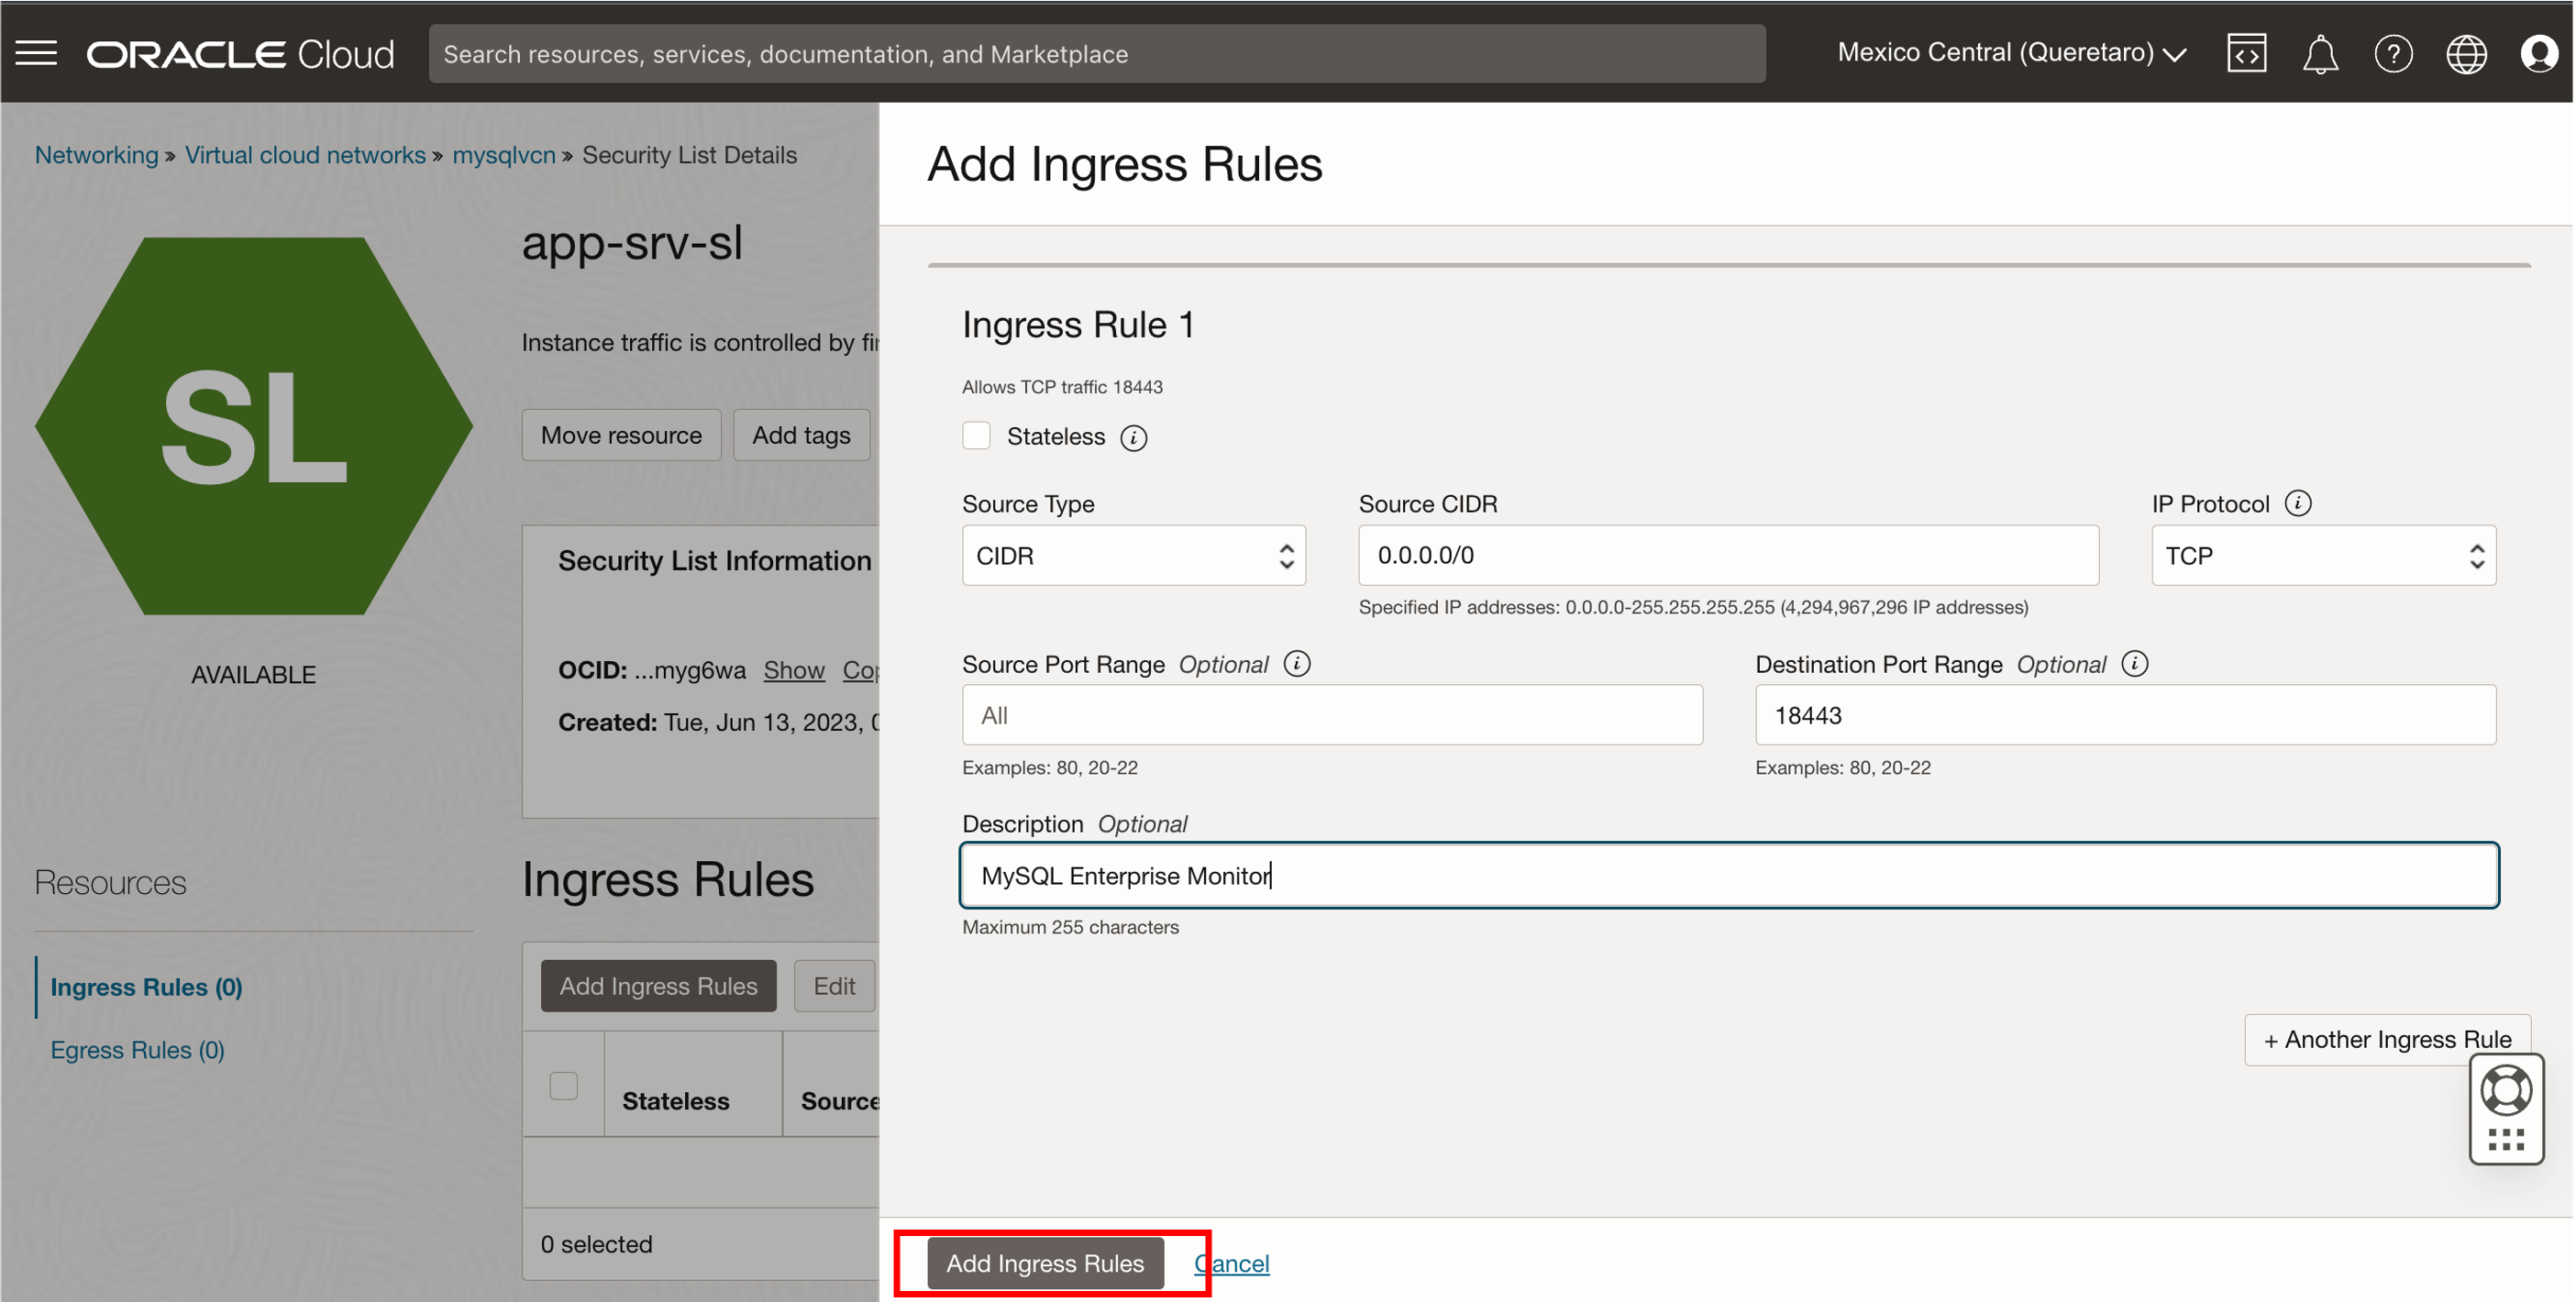 ORACLE Cloud
Search resources, services, documentation, and Marketplace
Mexico Central (Queretaro)
Networking » Virtual cloud networks » mysqlvcn » Security List Details
SL
AVAILABLE
app-srv-sl
Instance traffic is controlled by fi
Move resource
Add tags
Security List Information
OCID: ...myg6wa Show Cop
Created: Tue, Jun 13, 2023,
Resources
Ingress Rules (0)
Egress Rules (0)
Ingress Rules
Add Ingress Rules
Edit
Stateless
Source
0 selected
Add Ingress Rules
Ingress Rule 1
Allows TCP traffic 18443
Stateless
Source Type
CIDR
Source CIDR
0.0.0.0/0
Specified IP addresses: 0.0.0.0-255.255.255.255 (4,294,967,296 IP addresses)
IP Protocol
TCP
Source Port Range Optional
All
Examples: 80, 20-22
Destination Port Range Optional
18443
Examples: 80, 20-22
Description Optional
MySQL Enterprise Monitor
Maximum 255 characters
+ Another Ingress Rule
Add Ingress Rules
Cancel